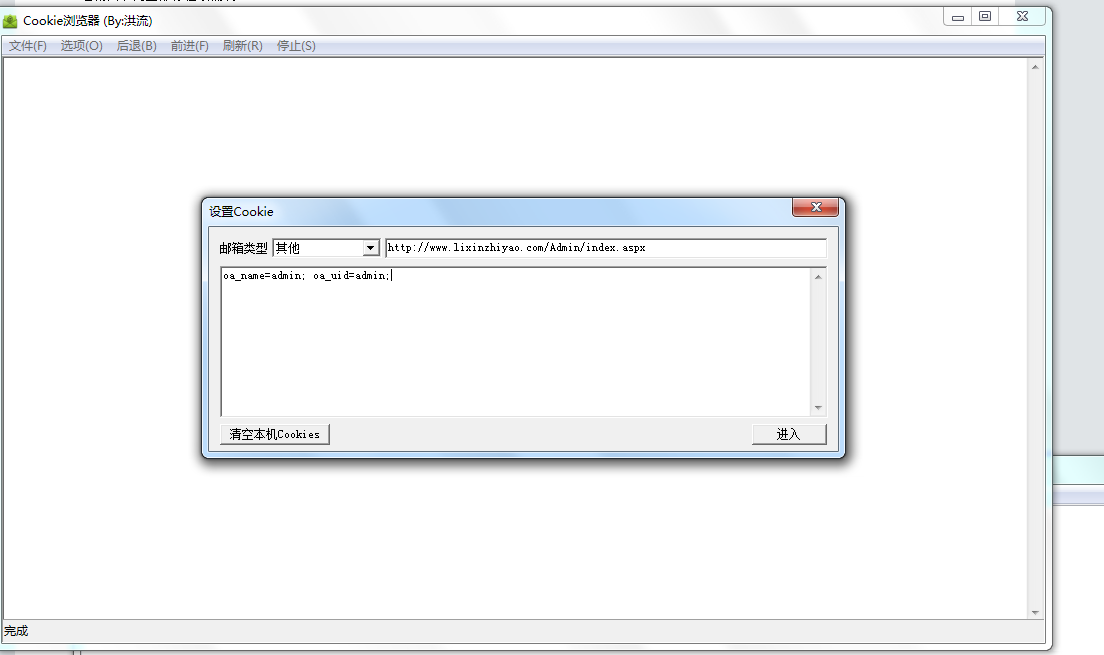 Cookie浏览器 (By:洪流)
文件(F) 选项(O) 后退(B) 前进(F) 刷新(R) 停止(S)
设置Cookie
邮箱类型 其他 http://www.lixinzhiyao.com/Admin/index.aspx
oa_name=admin; oa_uid=admin;
清空本机Cookies 进入
完成